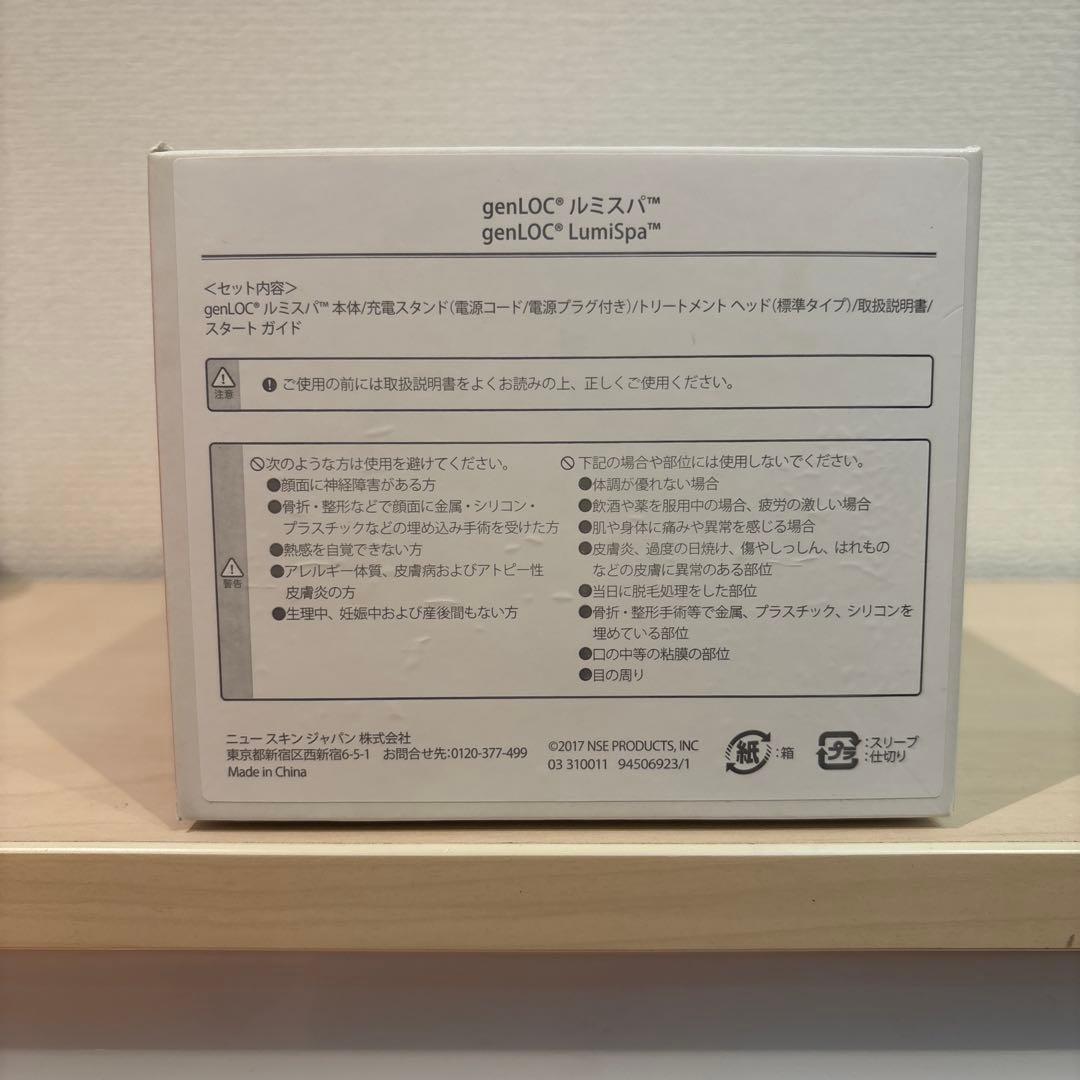 genLOC® ルミスパ™
genLOC® LumiSpa™
＜セット内容＞
genLOC® ルミスパ™ 本体/充電スタンド（電源コード/電源プラグ付き）/トリートメント ヘッド（標準タイプ）/取扱説明書/
スタート ガイド
注意
ご使用の前には取扱説明書をよくお読みの上、正しくご使用ください。
警告
次のような方は使用を避けてください。
●顔面に神経障害がある方
●骨折・整形などで顔面に金属・シリコン・
プラスチックなどの埋め込み手術を受けた方
●熱感を自覚できない方
●アレルギー体質、皮膚病およびアトピー性
皮膚炎の方
●生理中、妊娠中および産後間もない方
下記の場合や部位には使用しないでください。
●体調が優れない場合
●飲酒や薬を服用中の場合、疲労の激しい場合
●肌や身体に痛みや異常を感じる場合
●皮膚炎、過度の日焼け、傷やしっしん、はれもの
などの皮膚に異常のある部位
●当日に脱毛処理をした部位
●骨折・整形手術等で金属、プラスチック、シリコンを
埋めている部位
●口の中等の粘膜の部位
●目の周り
ニュー スキン ジャパン 株式会社
東京都新宿区西新宿6-5-1 お問合せ先:0120-377-499
Made in China
©2017 NSE PRODUCTS, INC
03 310011 94506923/1
紙 :箱
プラ :スリーブ
:仕切り